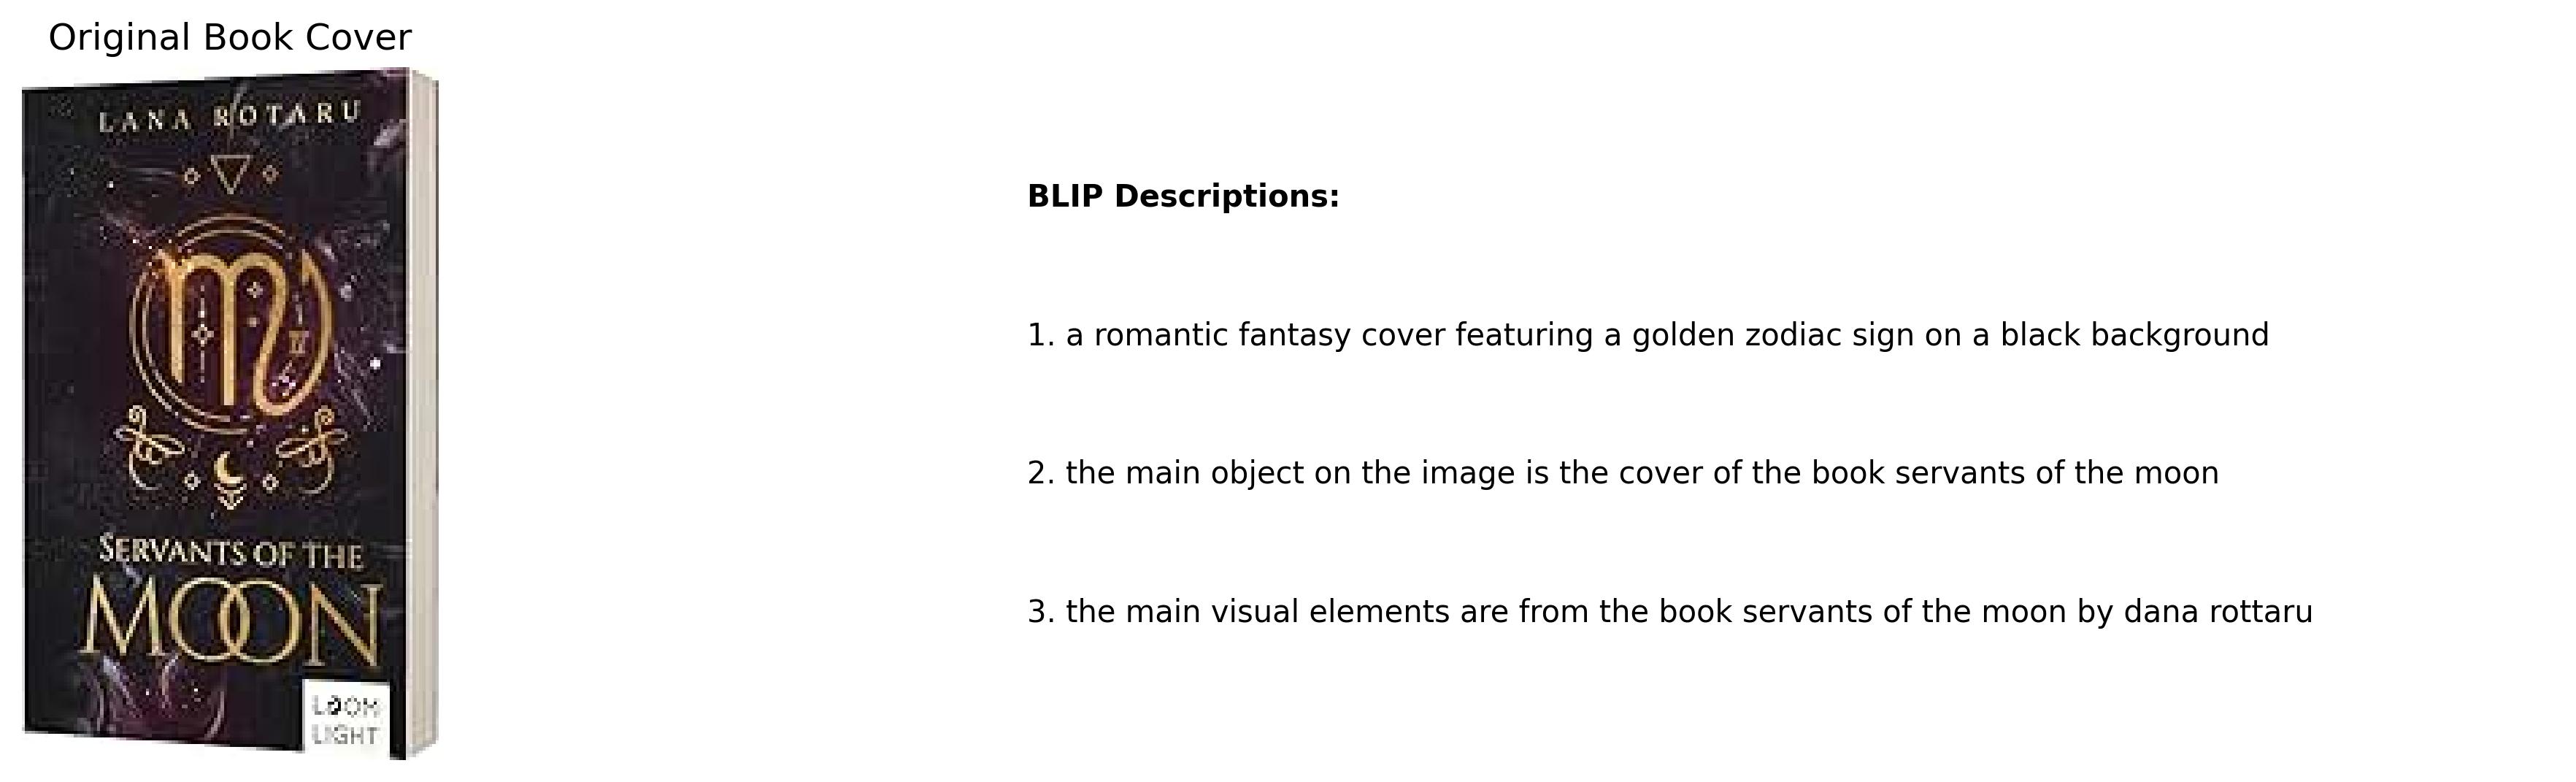 Original Book Cover
LANA ROTARU
SERVANTS OF THE
MOON
LOOM
LIGHT
BLIP Descriptions:
1. a romantic fantasy cover featuring a golden zodiac sign on a black background
2. the main object on the image is the cover of the book servants of the moon
3. the main visual elements are from the book servants of the moon by dana rottaru